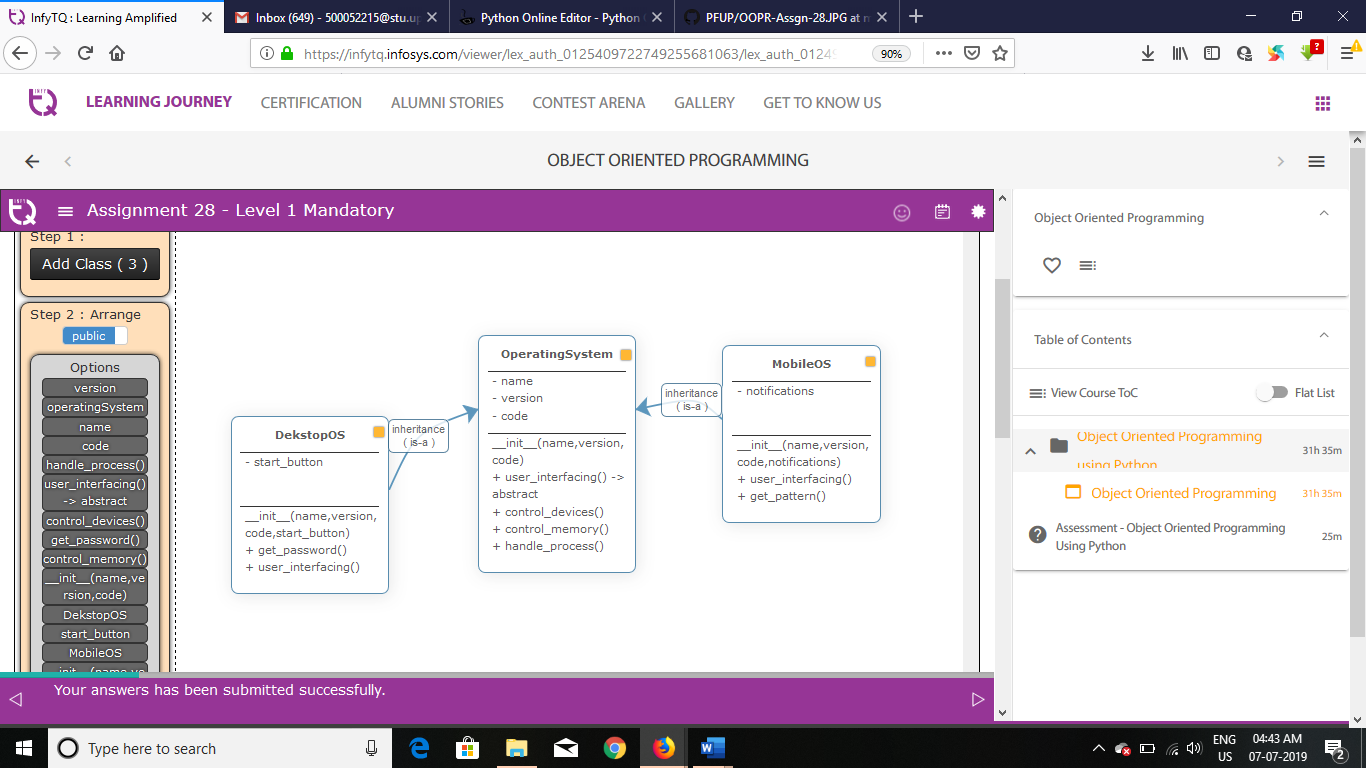 InfyTQ : Learning Amplified
Inbox (649) - 500052215@stu.up
Python Online Editor - Python
PFUP/OOPR-Assgn-28.JPG at
https://infytq.infosys.com/viewer/lex_auth_0125409722749255681063/lex_auth_0124
90%
?
INFY
LEARNING JOURNEY
CERTIFICATION
ALUMNI STORIES
CONTEST ARENA
GALLERY
GET TO KNOW US
OBJECT ORIENTED PROGRAMMING
INFY
Assignment 28 - Level 1 Mandatory
Step 1 :
Add Class ( 3 )
Step 2 : Arrange
public
Options
version
operatingSystem
name
code
handle_process()
user_interfacing()
-> abstract
control_devices()
get_password()
control_memory()
__init__(name,ve
rsion,code)
DekstopOS
start_button
MobileOS
__init__(name,ve
DekstopOS
- start_button
__init__(name,version,
code,start_button)
+ get_password()
+ user_interfacing()
inheritance
( is-a )
OperatingSystem
- name
- version
- code
__init__(name,version,
code)
+ user_interfacing() ->
abstract
+ control_devices()
+ control_memory()
+ handle_process()
inheritance
( is-a )
MobileOS
- notifications
__init__(name,version,
code,notifications)
+ user_interfacing()
+ get_pattern()
Your answers has been submitted successfully.
Object Oriented Programming
Table of Contents
View Course ToC
Flat List
Object Oriented Programming
using Python
31h 35m
Object Oriented Programming
31h 35m
Assessment - Object Oriented Programming
Using Python
25m
Type here to search
ENG
US
04:43 AM
07-07-2019
2